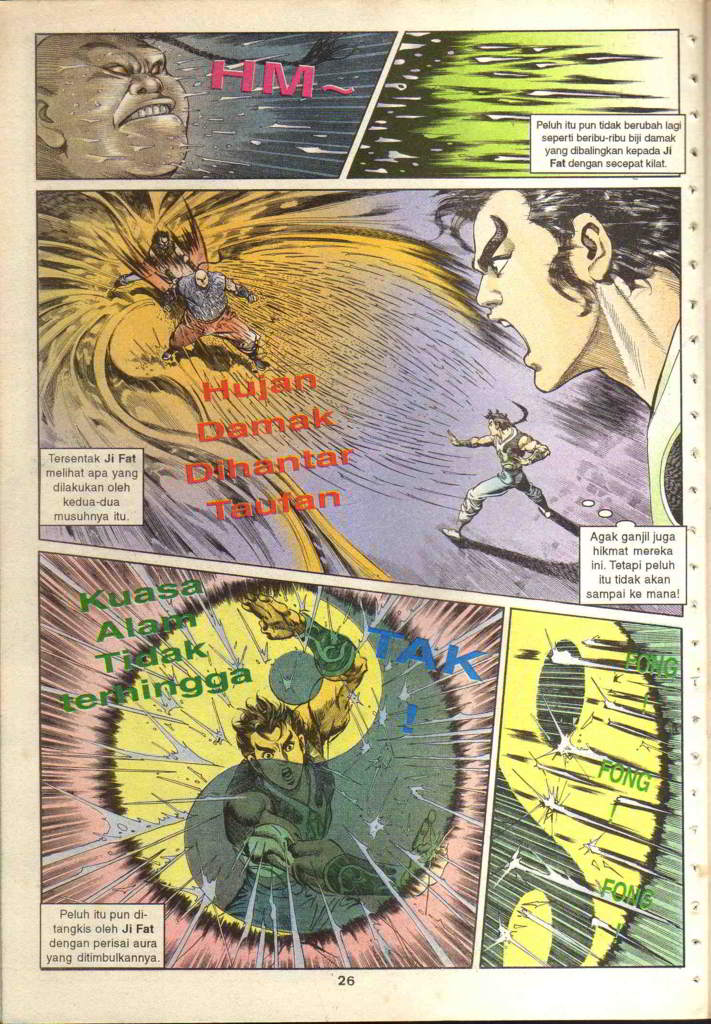 HM~
Peluh itu pun tidak berubah lagi
seperti beribu-ribu biji damak
yang dibalingkan kepada Ji
Fat dengan secepat kilat.
Hujan
Damak
Dihantar
Taufan
Tersentak Ji Fat
melihat apa yang
dilakukan oleh
kedua-dua
musuhnya itu.
Agak ganjil juga
hikmat mereka
ini. Tetapi peluh
itu tidak akan
sampai ke mana!
Kuasa
Alam
Tidak
terhingga
TAK
!
FONG
!
FONG
!
FONG
!
Peluh itu pun di-
tangkis oleh Ji Fat
dengan perisai aura
yang ditimbulkannya.
26